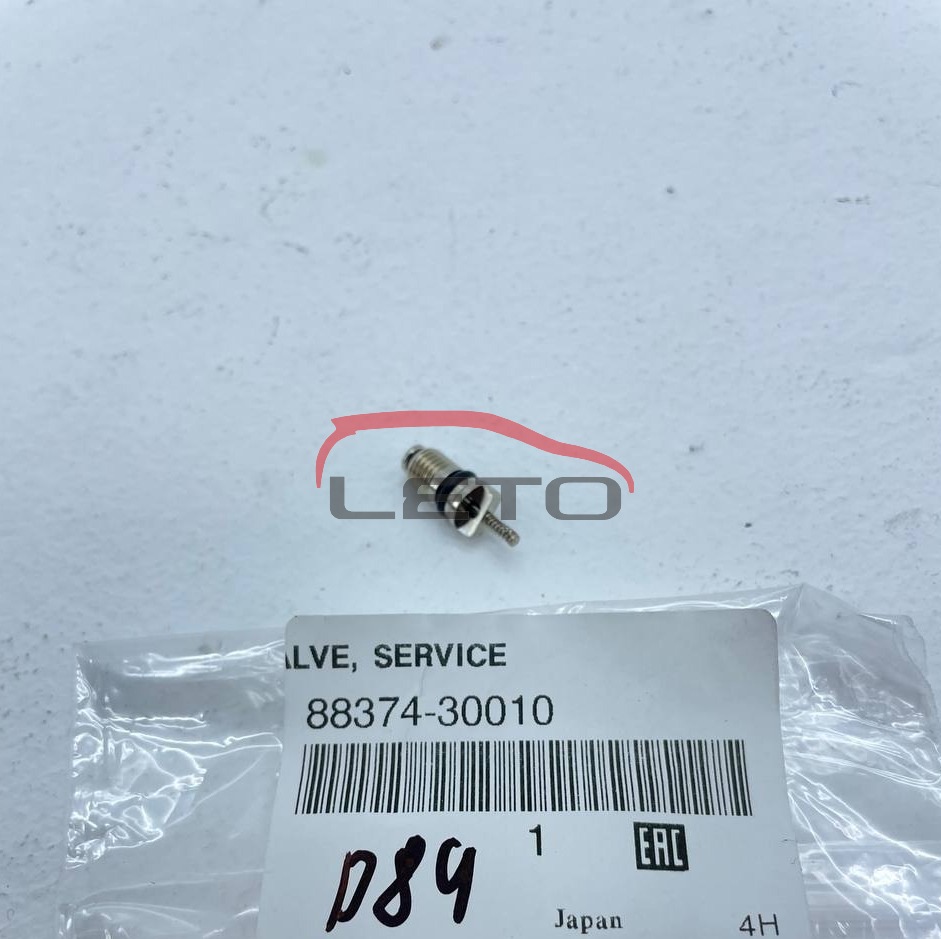 LETO
ALVE, SERVICE
88374-30010
1
EAC
D89
Japan
4H